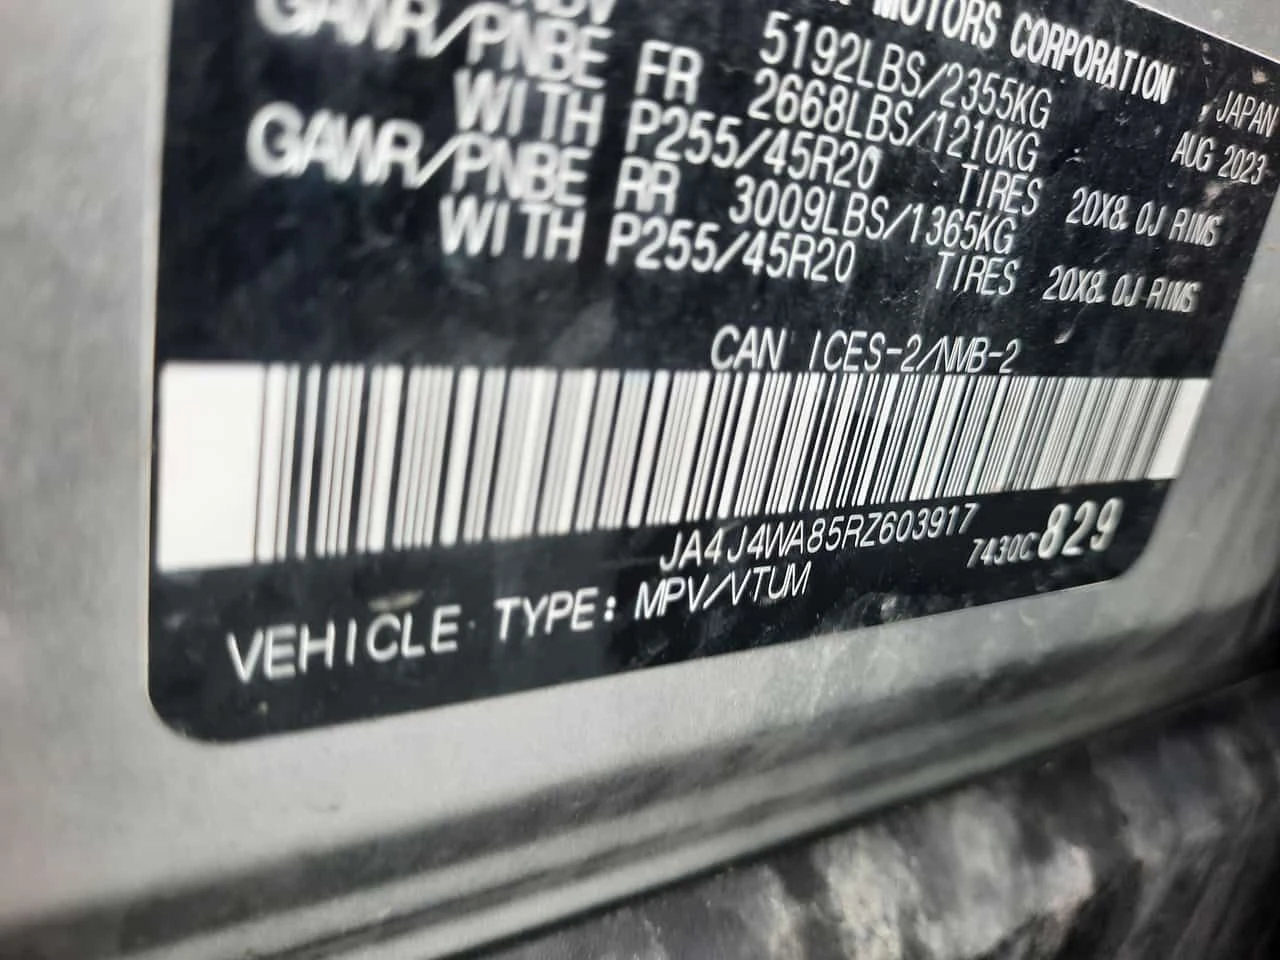 MOTORS CORPORATION, JAPAN
5192LBS/2355KG AUG 2023
GAWR/PNBE FR 2668LBS/1210KG
WITH P255/45R20 TIRES 20X8.0J RIMS
GAWR/PNBE RR 3009LBS/1365KG
WITH P255/45R20 TIRES 20X8.0J RIMS
CAN ICES-2/NMB-2
JA4J4WA85RZ603917
7430C829
VEHICLE TYPE: MPV/VTUM